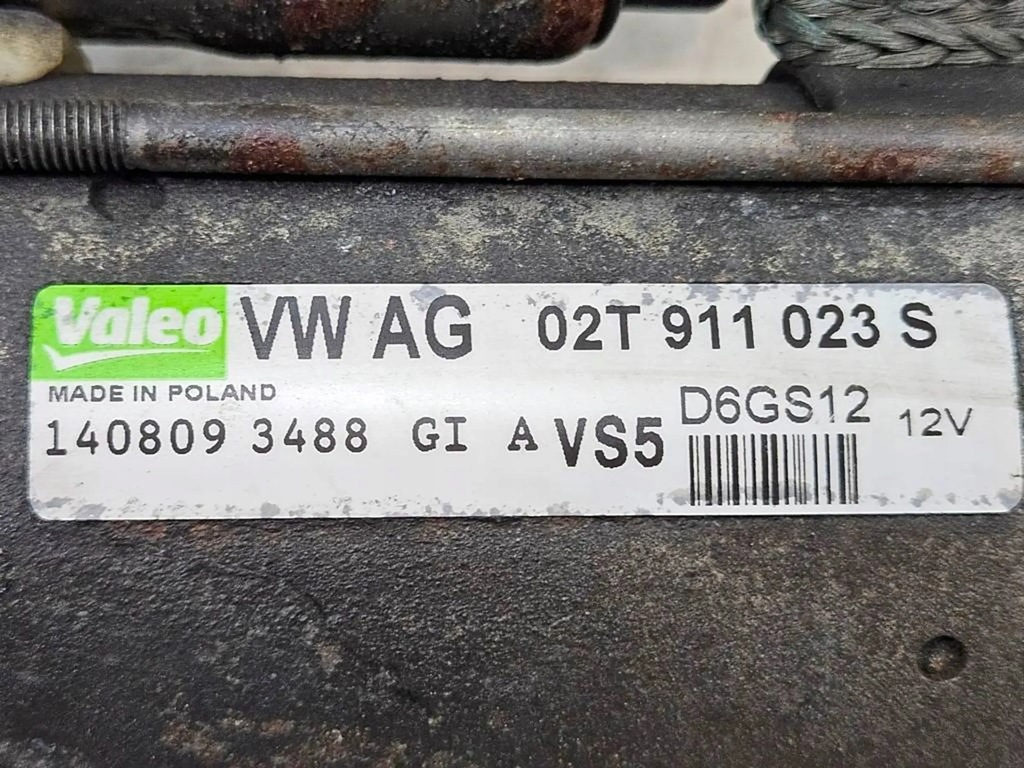 Valeo VW AG 02T 911 023 S
MADE IN POLAND
140809 3488 GI A VS5 D6GS12 12V